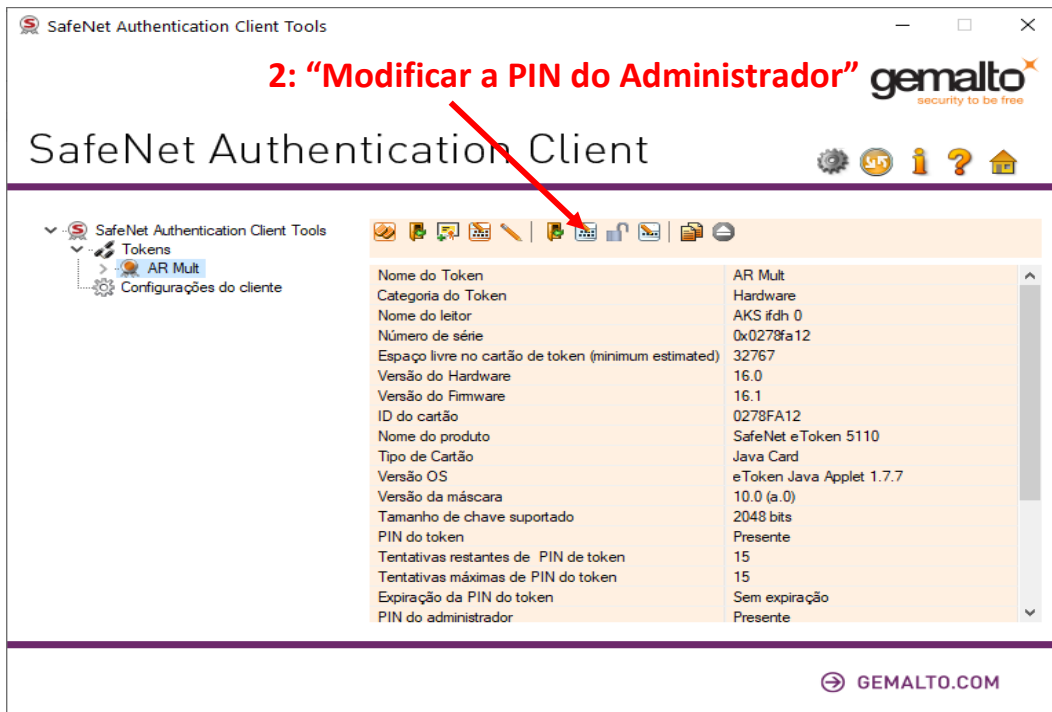 SafeNet Authentication Client Tools
2: “Modificar a PIN do Administrador”
gemalto
security to be free
SafeNet Authentication Client
SafeNet Authentication Client Tools
Tokens
AR Mult
Configurações do cliente
Nome do Token AR Mult
Categoria do Token Hardware
Nome do leitor AKS ifdh 0
Número de série 0x0278fa12
Espaço livre no cartão de token (minimum estimated) 32767
Versão do Hardware 16.0
Versão do Firmware 16.1
ID do cartão 0278FA12
Nome do produto SafeNet eToken 5110
Tipo de Cartão Java Card
Versão OS eToken Java Applet 1.7.7
Versão da máscara 10.0 (a.0)
Tamanho de chave suportado 2048 bits
PIN do token Presente
Tentativas restantes de PIN de token 15
Tentativas máximas de PIN do token 15
Expiração da PIN do token Sem expiração
PIN do administrador Presente
GEMALTO.COM